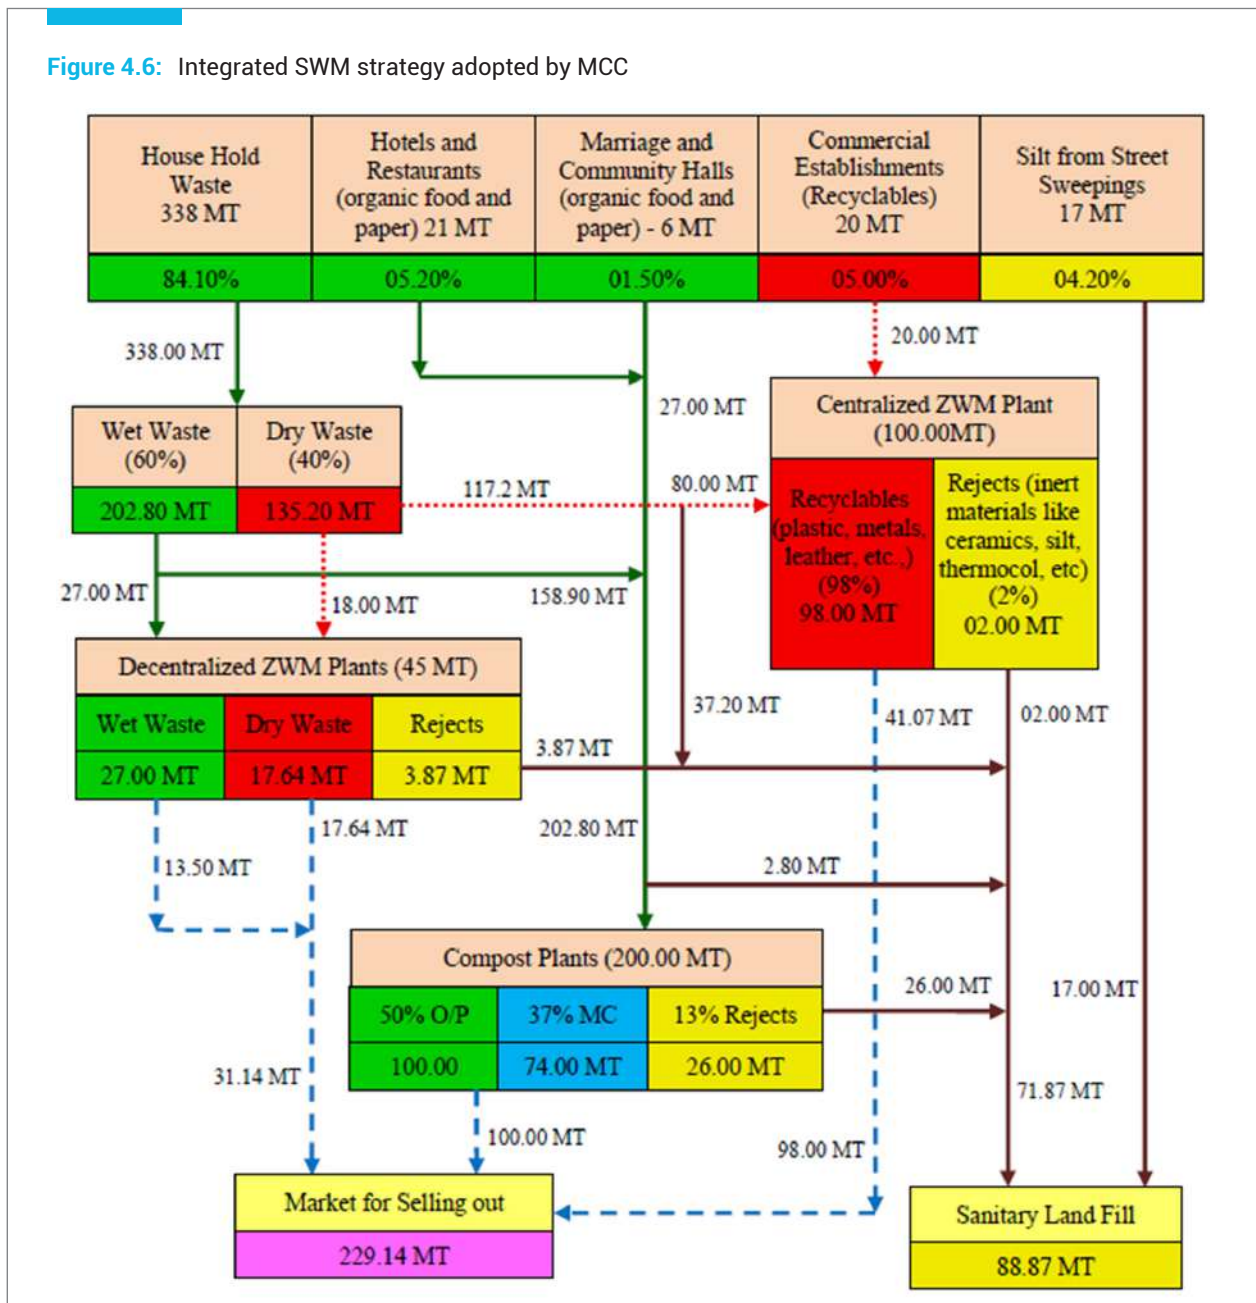 Figure 4.6: Integrated SWM strategy adopted by MCC
House Hold
Waste
338 MT
Hotels and
Restaurants
(organic food and
paper) 21 MT
Marriage and
Community Halls
(organic food and
paper) - 6 MT
Commercial
Establishments
(Recyclables)
20 MT
Silt from Street
Sweepings
17 MT
84.10%
05.20%
01.50%
05.00%
04.20%
338.00 MT
20.00 MT
27.00 MT
Wet Waste
(60%)
Dry Waste
(40%)
202.80 MT
135.20 MT
117.2 MT
80.00 MT
Centralized ZWM Plant
(100.00MT)
Recyclables
(plastic, metals,
leather, etc.,)
(98%)
98.00 MT
Rejects (inert
materials like
ceramics, silt,
thermocol, etc)
(2%)
02.00 MT
27.00 MT
18.00 MT
158.90 MT
Decentralized ZWM Plants (45 MT)
Wet Waste
Dry Waste
Rejects
27.00 MT
17.64 MT
3.87 MT
3.87 MT
37.20 MT
41.07 MT
02.00 MT
13.50 MT
17.64 MT
202.80 MT
2.80 MT
Compost Plants (200.00 MT)
50% O/P
37% MC
13% Rejects
100.00
74.00 MT
26.00 MT
26.00 MT
17.00 MT
31.14 MT
100.00 MT
98.00 MT
71.87 MT
Market for Selling out
229.14 MT
Sanitary Land Fill
88.87 MT